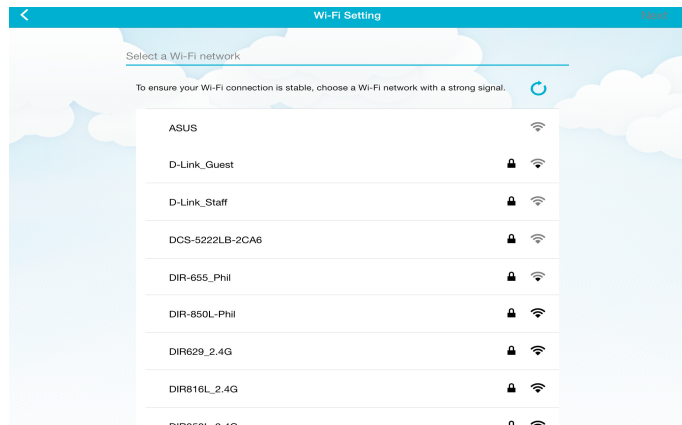 Wi-Fi Setting
Next
Select a Wi-Fi network
To ensure your Wi-Fi connection is stable, choose a Wi-Fi network with a strong signal.
ASUS
D-Link_Guest
D-Link_Staff
DCS-5222LB-2CA6
DIR-655_Phil
DIR-850L-Phil
DIR629_2.4G
DIR816L_2.4G